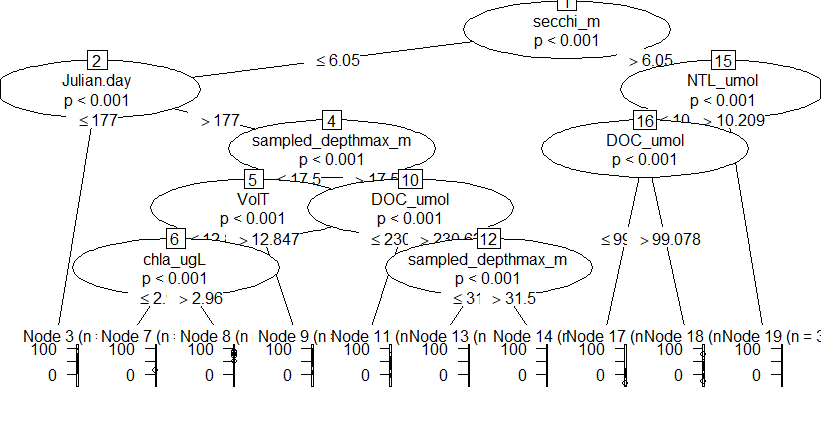 1
secchi_m
p < 0.001
≤ 6.05
> 6.05
2
Julian.day
p < 0.001
15
NTL_umol
p < 0.001
≤ 177
> 177
≤ 10
> 10.209
4
sampled_depthmax_m
p < 0.001
16
DOC_umol
p < 0.001
≤ 17.5
> 17.5
5
VolT
p < 0.001
10
DOC_umol
p < 0.001
> 12.847
≤ 230
≤ 99
> 99.078
6
chla_ugL
p < 0.001
12
sampled_depthmax_m
p < 0.001
≤ 2.
> 2.96
≤ 31
> 31.5
Node 3 (n
Node 7 (n
Node 8 (n
Node 9 (n
Node 11 (n
Node 13 (n
Node 14 (
Node 17 (n
Node 18 (n
Node 19 (n = 3
100 100 100 100 100 100 100 100 100 100
0 0 0 0 0 0 0 0 0 0